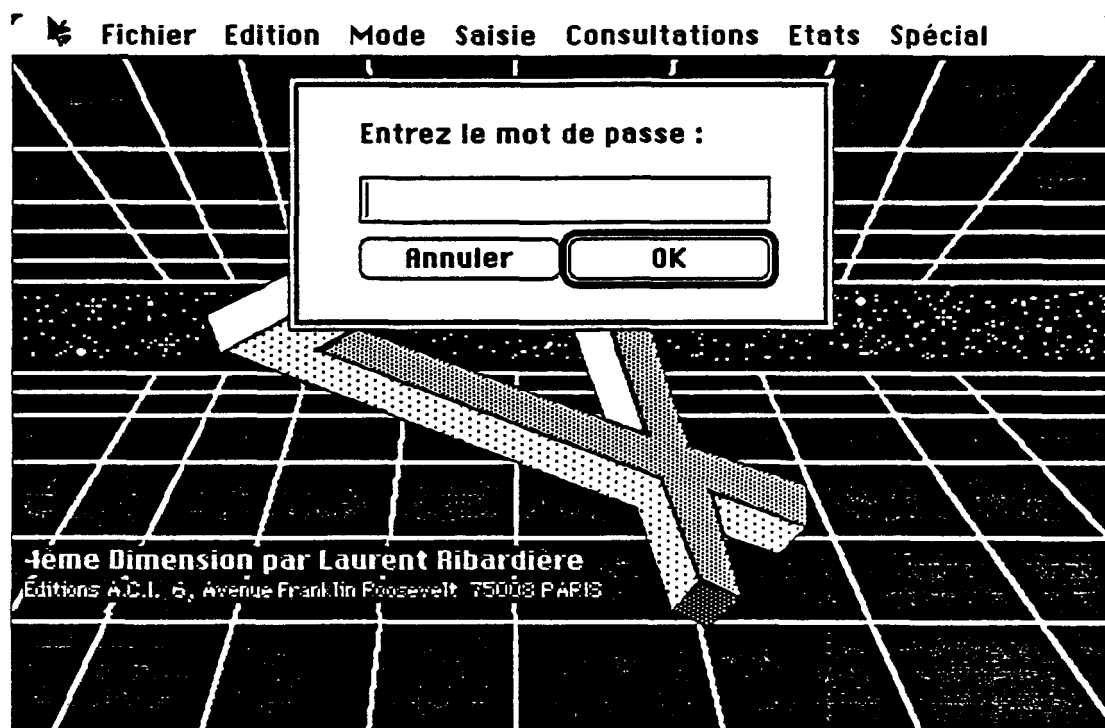 Fichier Edition Mode Saisie Consultations Etats Spécial
Entrez le mot de passe :
Annuler OK
4ème Dimension par Laurent Ribardière
Editions A.C.I. 6, Avenue Franklin Roosevelt 75008 PARIS